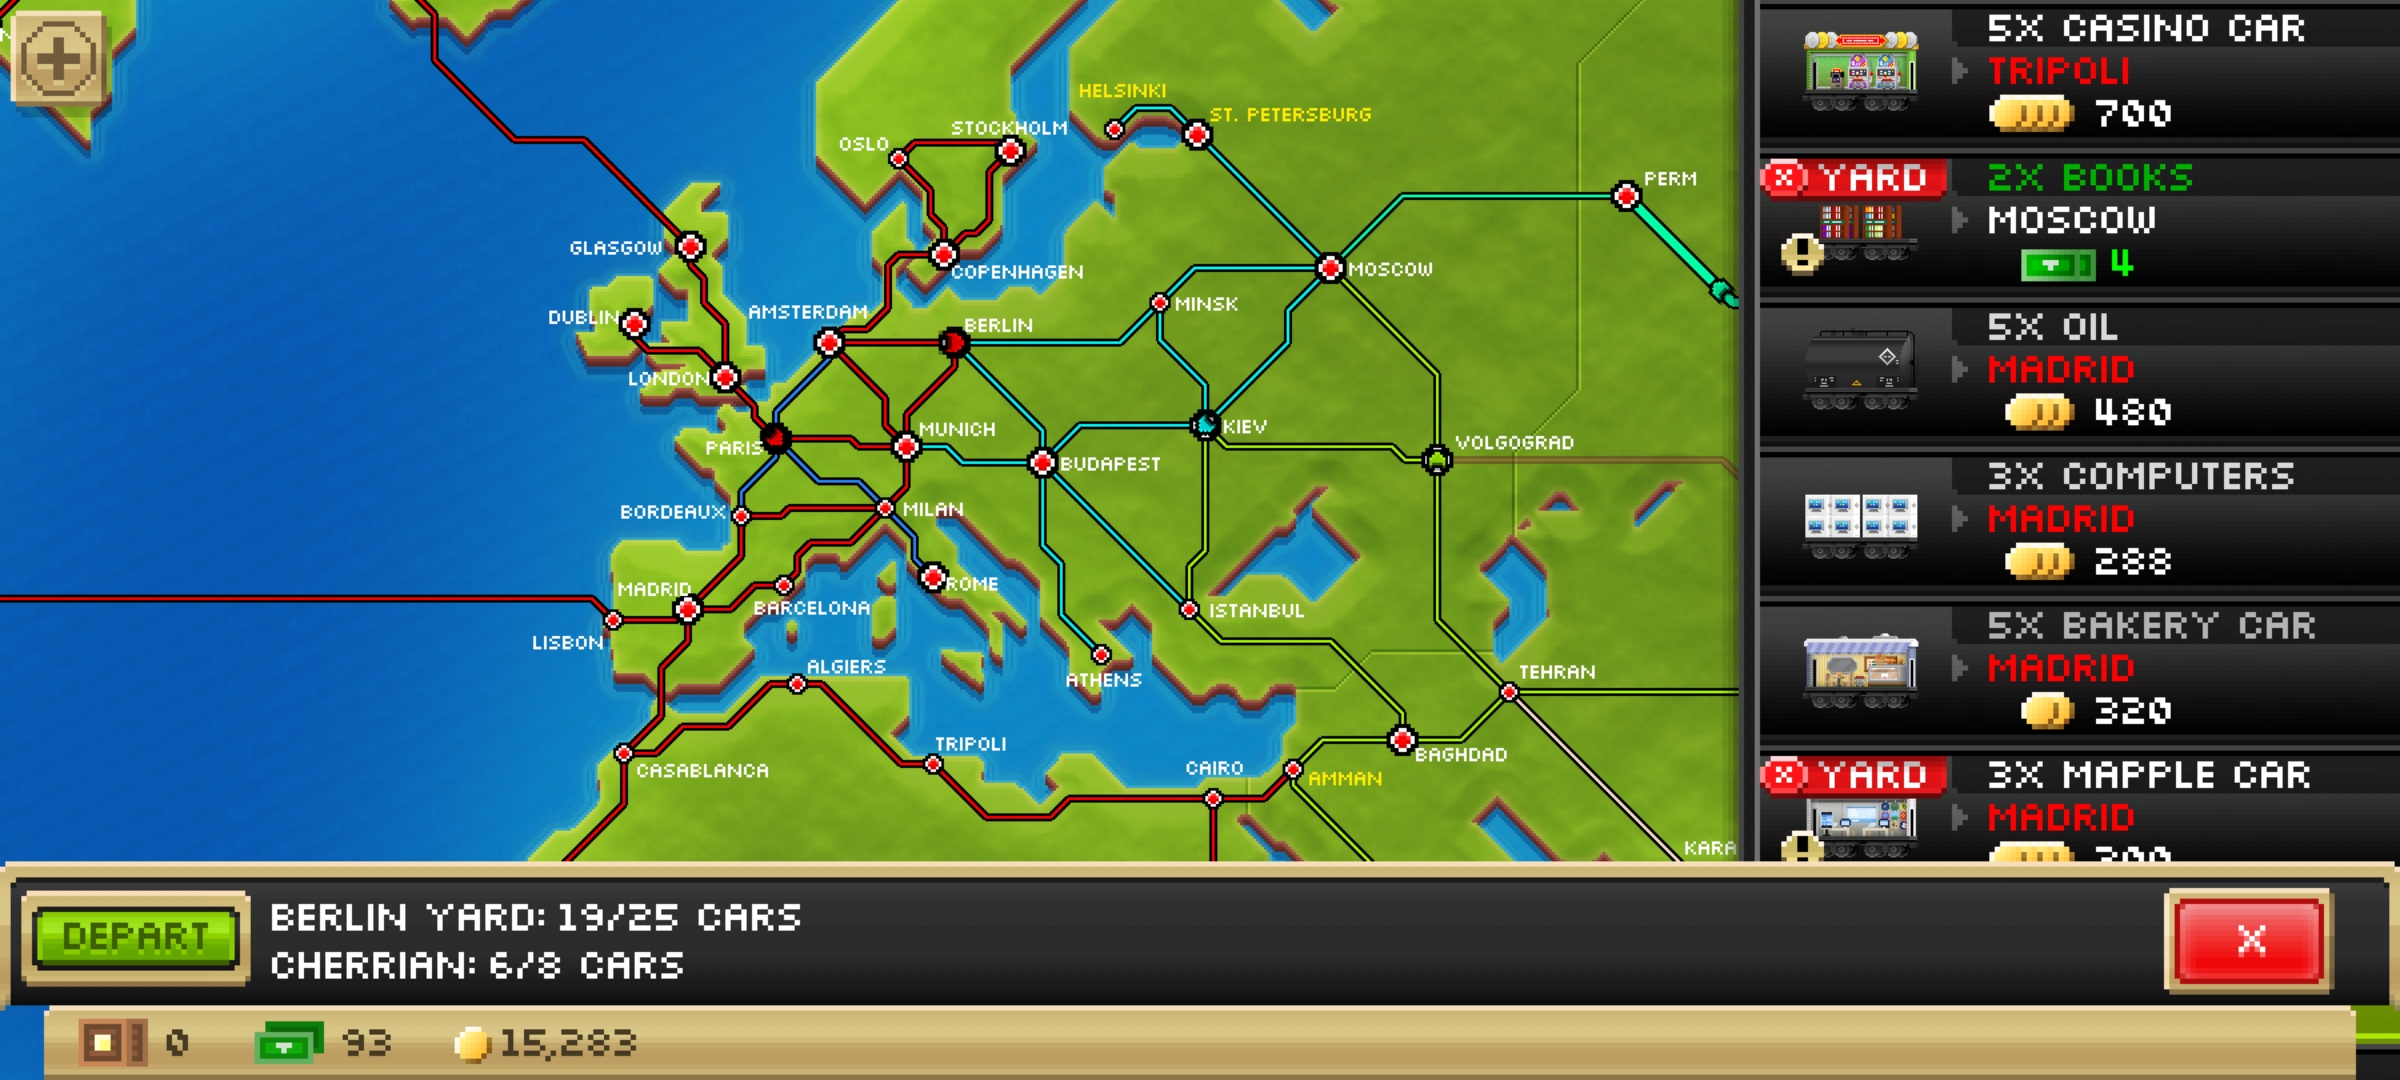 HELSINKI
ST. PETERSBURG
STOCKHOLM
OSLO
PERM
GLASGOW
COPENHAGEN
MOSCOW
DUBLIN
AMSTERDAM
BERLIN
MINSK
LONDON
PARIS
MUNICH
KIEV
VOLGOGRAD
BUDAPEST
BORDEAUX
MILAN
MADRID
BARCELONA
ROME
ISTANBUL
LISBON
ALGIERS
ATHENS
TEHRAN
TRIPOLI
CASABLANCA
CAIRO
AMMAN
BAGHDAD
KARA
5X CASINO CAR
TRIPOLI
700
YARD
2X BOOKS
MOSCOW
4
5X OIL
MADRID
480
3X COMPUTERS
MADRID
288
5X BAKERY CAR
MADRID
320
YARD
3X MAPPLE CAR
MADRID
300
DEPART
BERLIN YARD: 19/25 CARS
CHERRIAN: 6/8 CARS
X
0
93
15,283